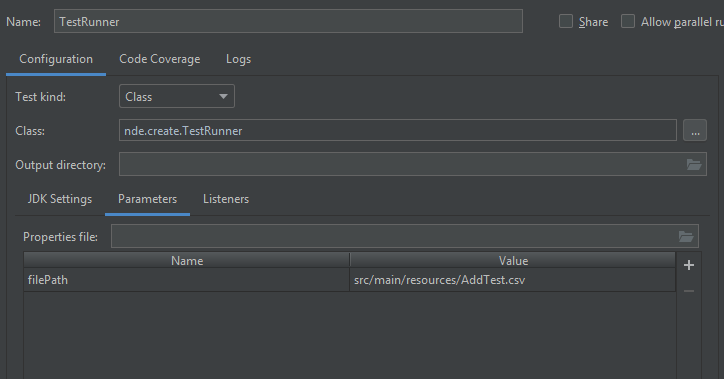 Name: TestRunner Share Allow parallel ru
Configuration Code Coverage Logs
Test kind: Class
Class: nde.create.TestRunner ...
Output directory:
JDK Settings Parameters Listeners
Properties file:
Name Value
filePath src/main/resources/AddTest.csv